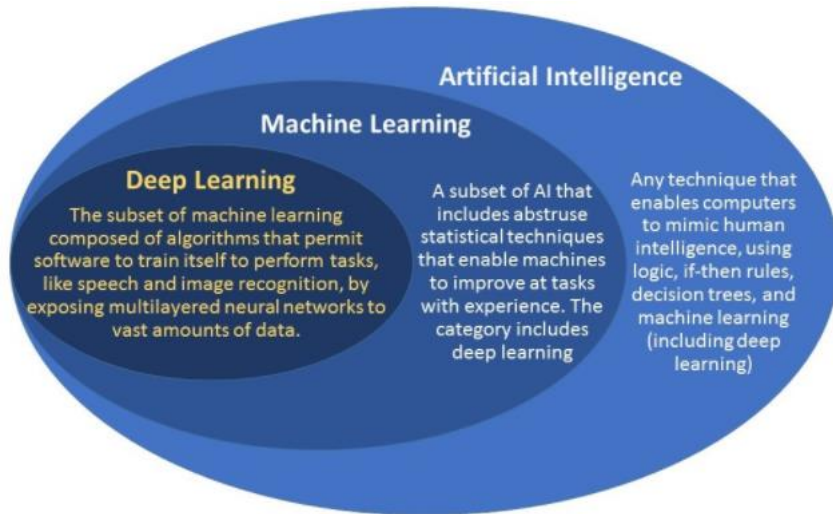 Artificial Intelligence
Machine Learning
Deep Learning
The subset of machine learning
composed of algorithms that permit
software to train itself to perform tasks,
like speech and image recognition, by
exposing multilayered neural networks to
vast amounts of data.
A subset of AI that
includes abstruse
statistical techniques
that enable machines
to improve at tasks
with experience. The
category includes
deep learning
Any technique that
enables computers
to mimic human
intelligence, using
logic, if-then rules,
decision trees, and
machine learning
(including deep
learning)